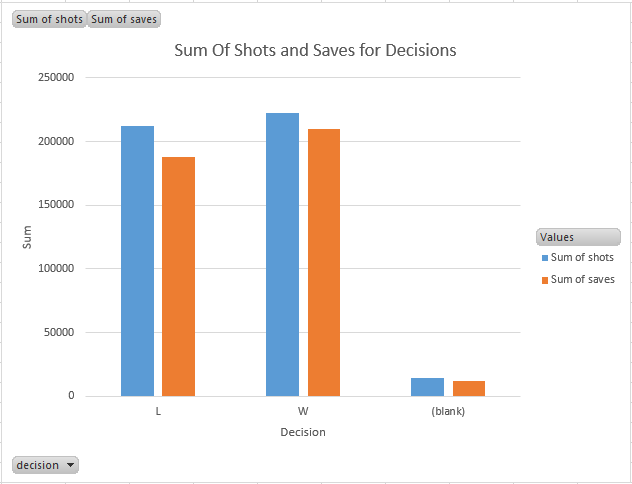 Sum of shots Sum of saves
Sum Of Shots and Saves for Decisions
250000
200000
150000
100000
50000
0
Sum
L W (blank)
Decision
Values
Sum of shots
Sum of saves
decision